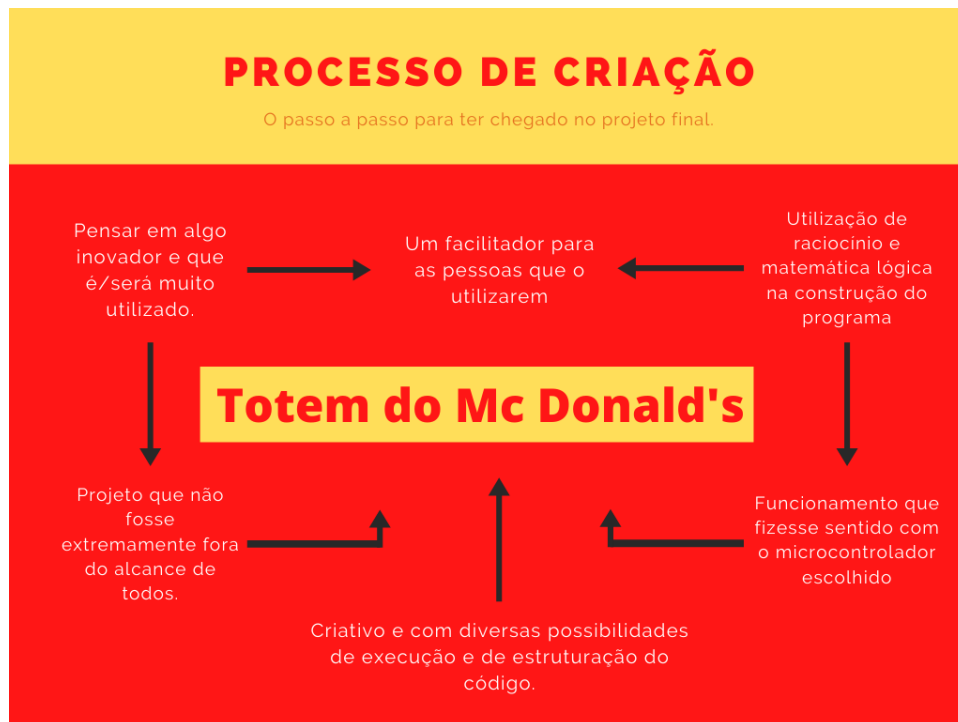 PROCESSO DE CRIAÇÃO
O passo a passo para ter chegado no projeto final.
Pensar em algo
inovador e que
é/será muito
utilizado.
Um facilitador para
as pessoas que o
utilizarem
Utilização de
raciocínio e
matemática lógica
na construção do
programa
Totem do Mc Donald's
Projeto que não
fosse
extremamente fora
do alcance de
todos.
Funcionamento que
fizesse sentido com
o microcontrolador
escolhido
Criativo e com diversas possibilidades
de execução e de estruturação do
código.